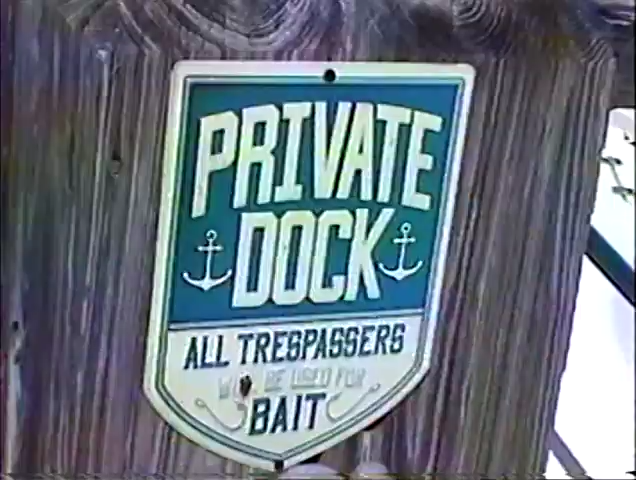 PRIVATE
DOCK
ALL TRESPASSERS
WILL BE USED FOR
BAIT